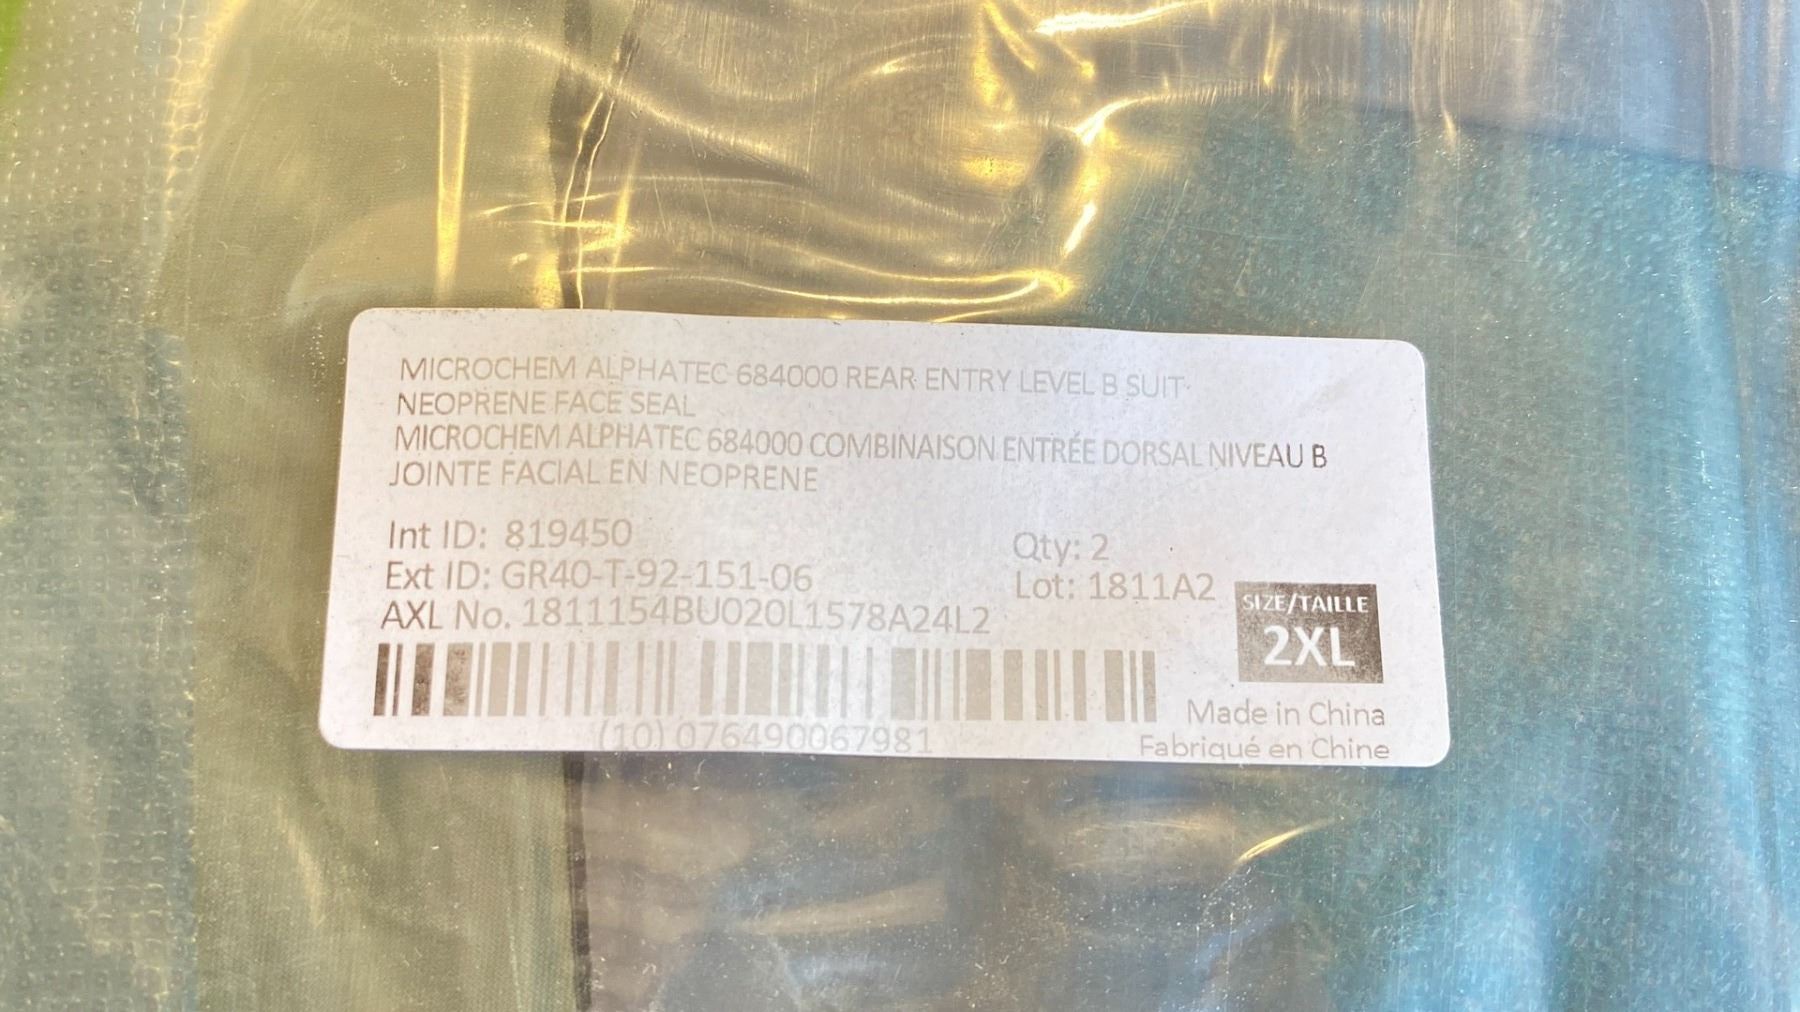 MICROCHEM ALPHATEC 684000 REAR ENTRY LEVEL B SUIT
NEOPRENE FACE SEAL
MICROCHEM ALPHATEC 684000 COMBINAISON ENTRÉE DORSAL NIVEAU B
JOINTE FACIAL EN NEOPRENE
Int ID: 819450
Qty: 2
Ext ID: GR40-T-92-151-06
Lot: 1811A2
AXL No. 1811154BU020L1578A24L2
SIZE/TAILLE
2XL
(10) 076490067981
Made in China
Fabriqué en Chine